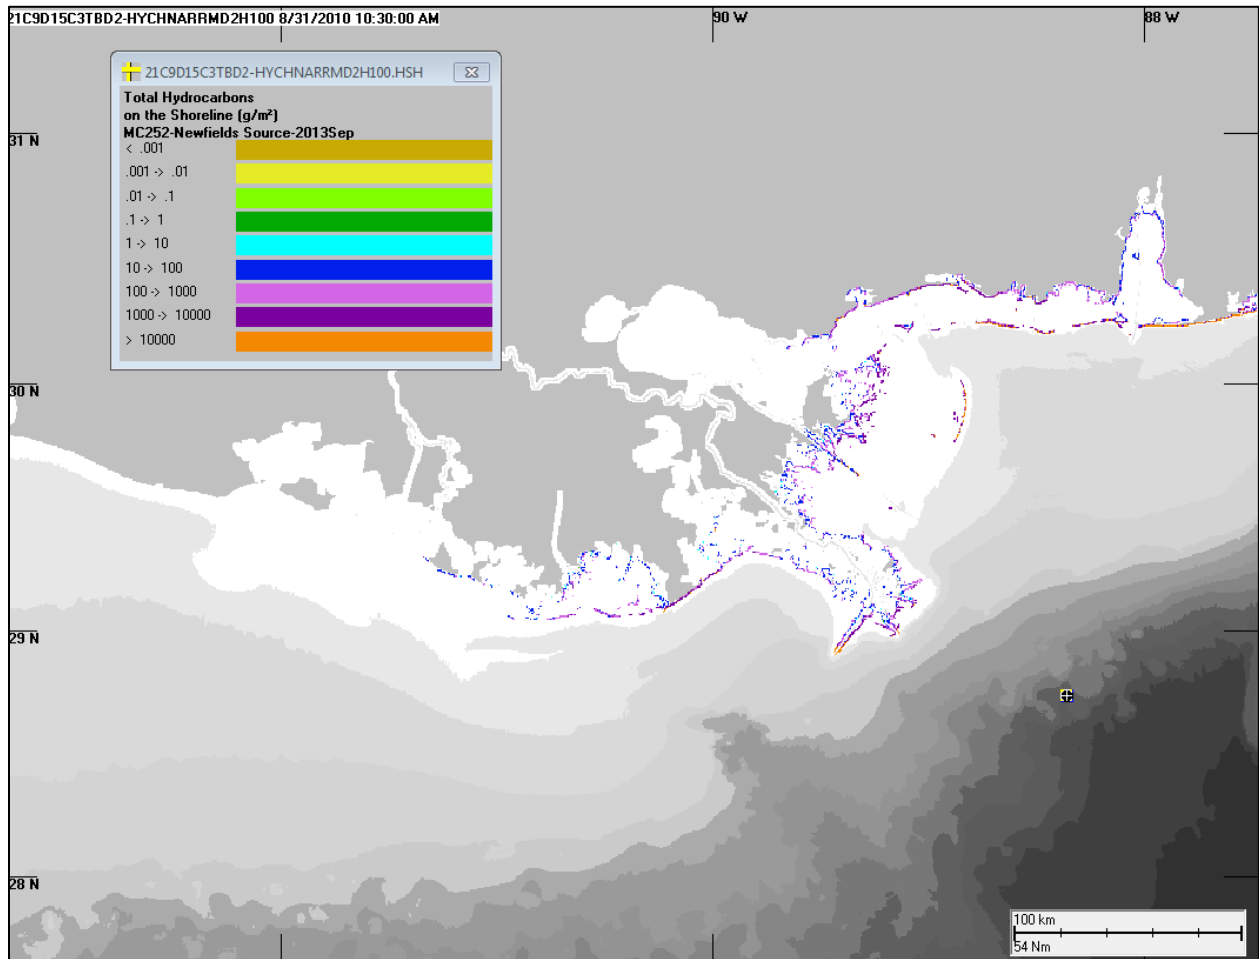 21C9D15C3TBD2-HYCHNARRMD2H100 8/31/2010 10:30:00 AM
90 W
88 W
21C9D15C3TBD2-HYCHNARRMD2H100.HSH
Total Hydrocarbons
on the Shoreline (g/m²)
MC252-Newfields Source-2013Sep
< .001
.001 -> .01
.01 -> .1
.1 -> 1
1 -> 10
10 -> 100
100 -> 1000
1000 -> 10000
> 10000
31 N
30 N
29 N
28 N
100 km
54 Nm